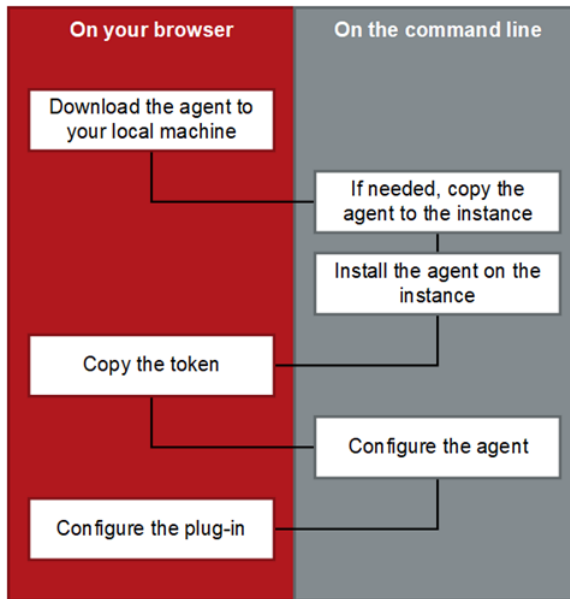 On your browser
On the command line
Download the agent to
your local machine
If needed, copy the
agent to the instance
Install the agent on the
instance
Copy the token
Configure the agent
Configure the plug-in